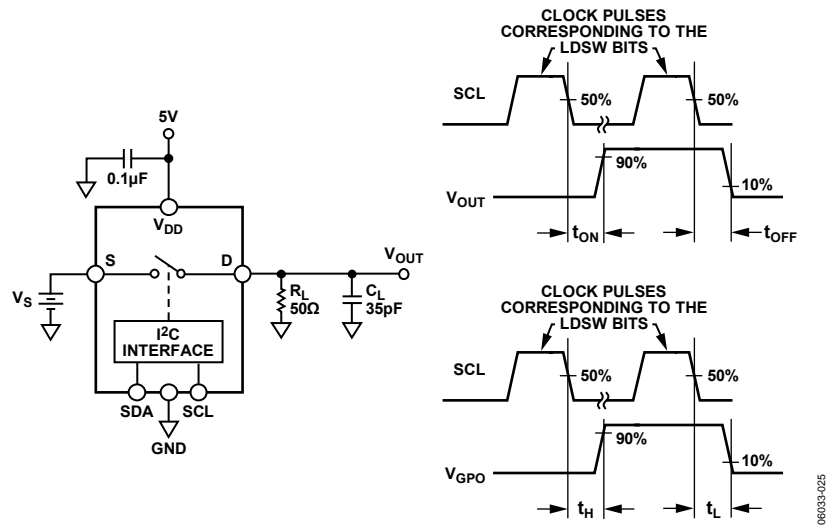 5V
0.1µF
VDD
S
D
VOUT
VS
RL
50Ω
CL
35pF
I2C
INTERFACE
SDA
SCL
GND
CLOCK PULSES
CORRESPONDING TO THE
LDSW BITS
SCL
50%
50%
90%
10%
VOUT
tON
tOFF
CLOCK PULSES
CORRESPONDING TO THE
LDSW BITS
SCL
50%
50%
90%
10%
VGPO
tH
tL
06033-025